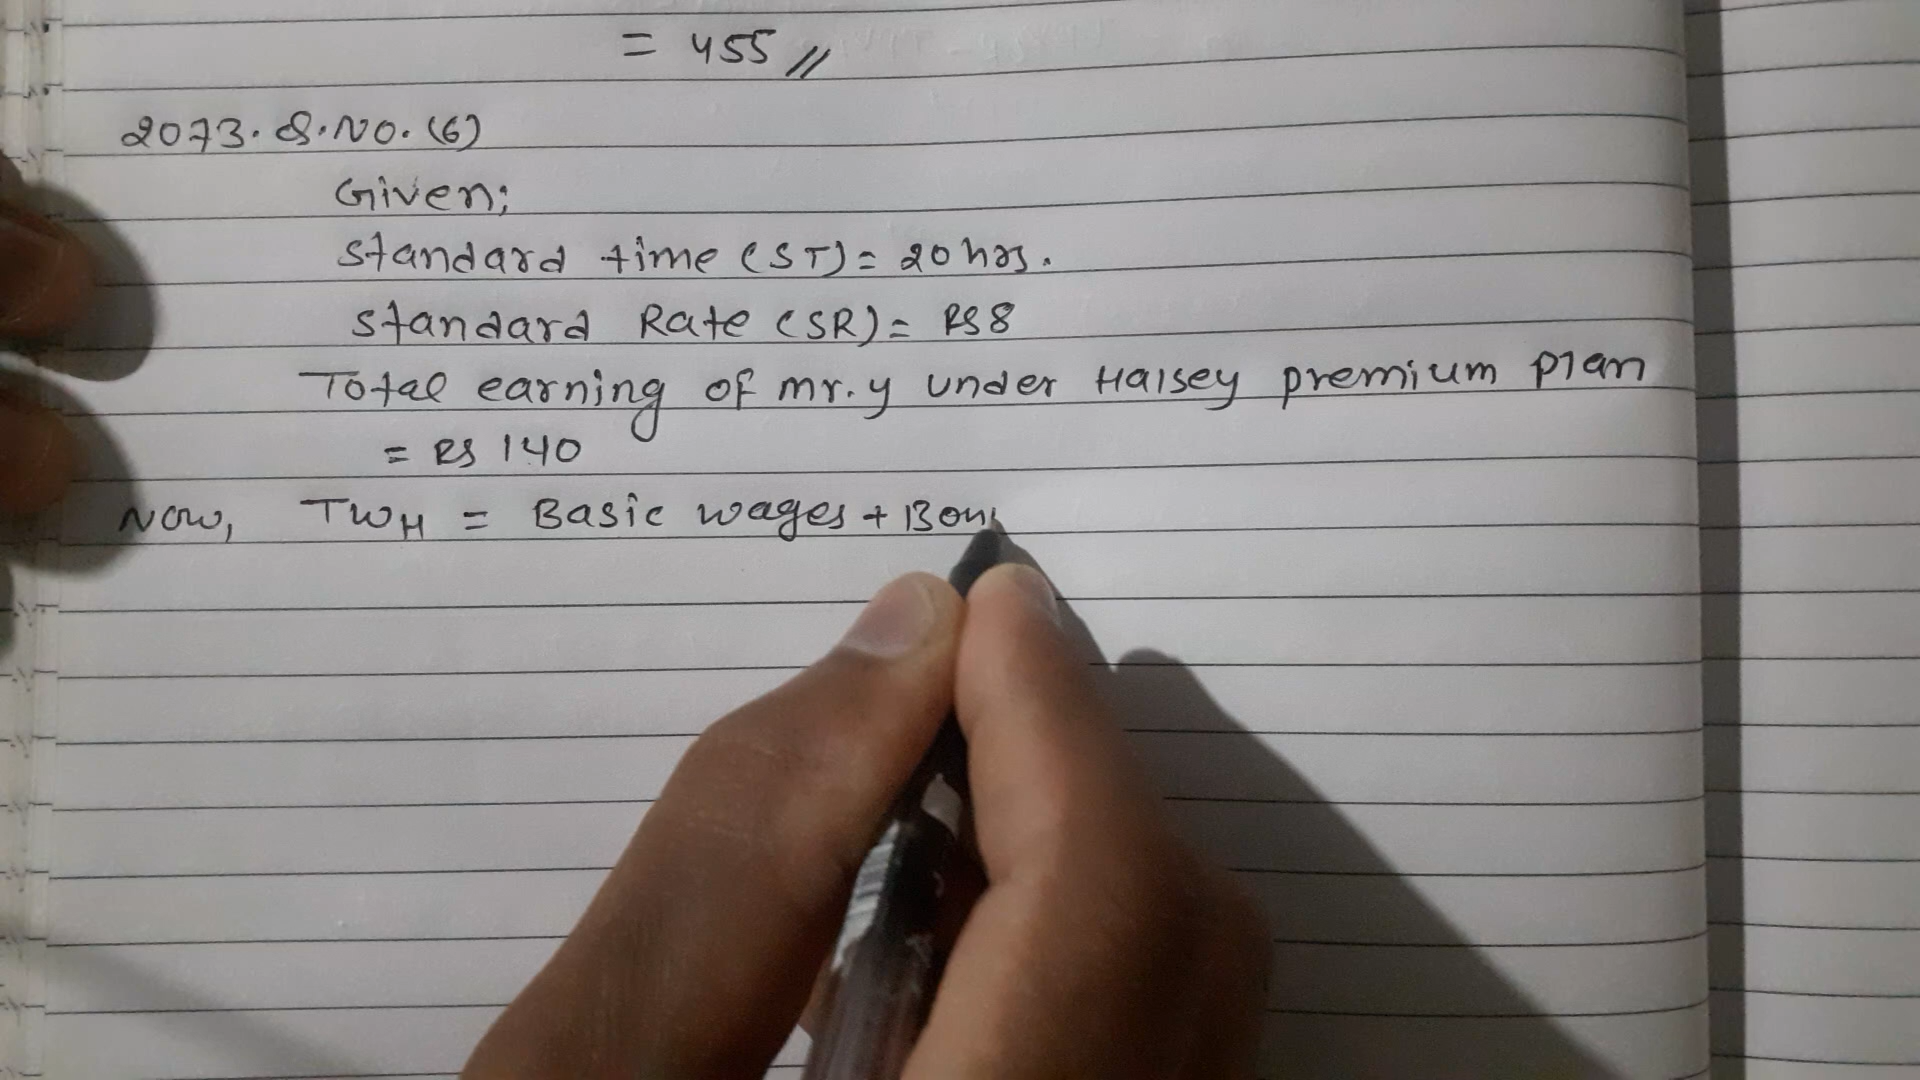 = 455 //
2073. Q.NO. (6)
Given;
Standard time (ST) = 20 hrs.
Standard Rate (SR) = RS 8
Total earning of mr. y under Halsey premium plan
= RS 140
Now, TWH = Basic wages + Bonu